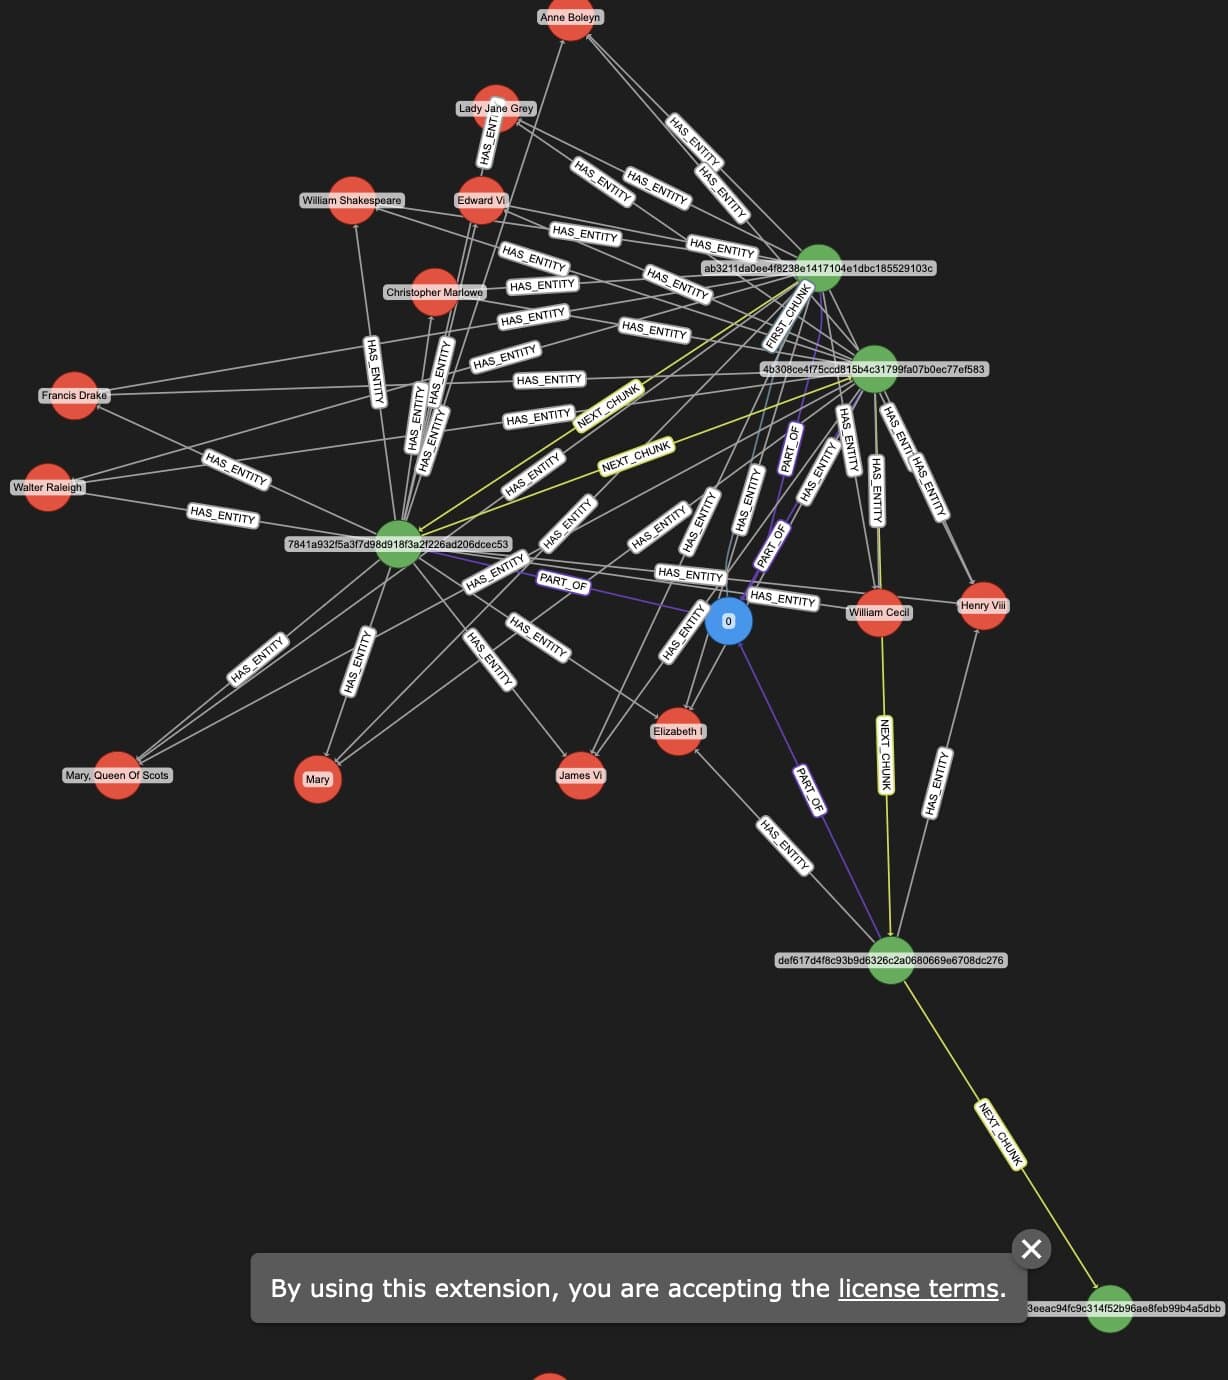 Anne Boleyn
Lady Jane Grey
HAS_ENTITY
HAS_ENTITY
HAS_ENTITY
HAS_ENTITY
HAS_ENTITY
William Shakespeare
Edward Vi
HAS_ENTITY
HAS_ENTITY
HAS_ENTITY
ab3211da0ee4f8238e1417104e1dbc185529103c
Christopher Marlowe
HAS_ENTITY
HAS_ENTITY
HAS_ENTITY
HAS_ENTITY
FIRST_CHUNK
HAS_ENTITY
HAS_ENTITY
HAS_ENTITY
4b308ce4f75ccd815b4c31799fa07b0ec77ef583
Francis Drake
HAS_ENTITY
NEXT_CHUNK
HAS_ENTITY
HAS_ENTITY
HAS_ENTITY
HAS_ENTITY
NEXT_CHUNK
PART_OF
HAS_ENTITY
HAS_ENTITY
HAS_ENTITY
HAS_ENTITY
HAS_ENTITY
HAS_ENTITY
Walter Raleigh
HAS_ENTITY
HAS_ENTITY
HAS_ENTITY
HAS_ENTITY
HAS_ENTITY
HAS_ENTITY
7841a932f5a3f7d98d918f3a2f226ad206dcec53
PART_OF
HAS_ENTITY
HAS_ENTITY
PART_OF
HAS_ENTITY
William Cecil
Henry Viii
0
HAS_ENTITY
HAS_ENTITY
HAS_ENTITY
HAS_ENTITY
HAS_ENTITY
Elizabeth I
Mary, Queen Of Scots
Mary
James Vi
NEXT_CHUNK
PART_OF
HAS_ENTITY
HAS_ENTITY
def617d4f8c93b9d6326c2a0680669e6708dc276
NEXT_CHUNK
By using this extension, you are accepting the license terms.
3eeac94fc9c314f52b96ae8feb99b4a5dbb